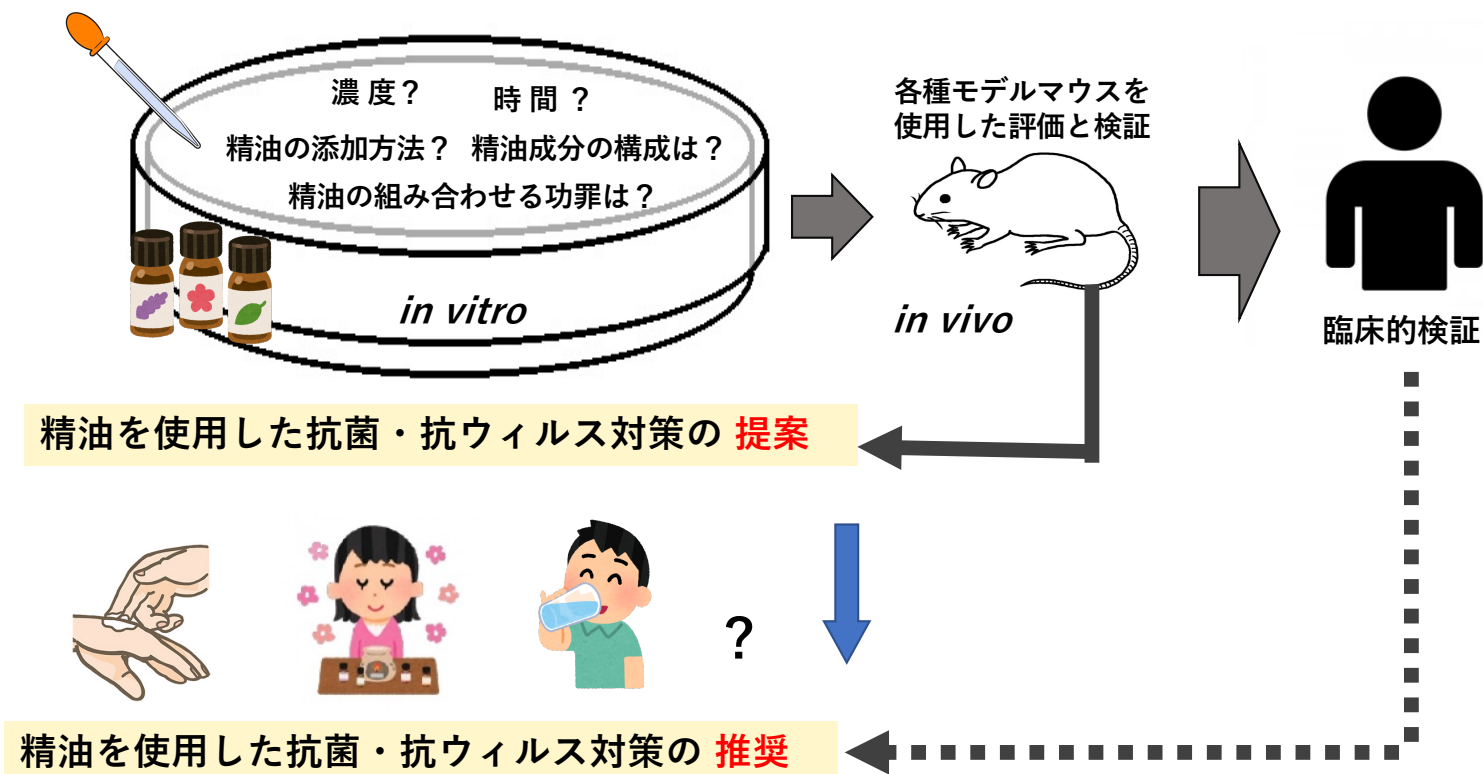 濃 度？
時 間 ？
精油の添加方法？ 精油成分の構成は？
精油の組み合わせる功罪は？
in vitro
各種モデルマウスを
使用した評価と検証
in vivo
臨床的検証
精油を使用した抗菌・抗ウィルス対策の 提案
？
精油を使用した抗菌・抗ウィルス対策の 推奨